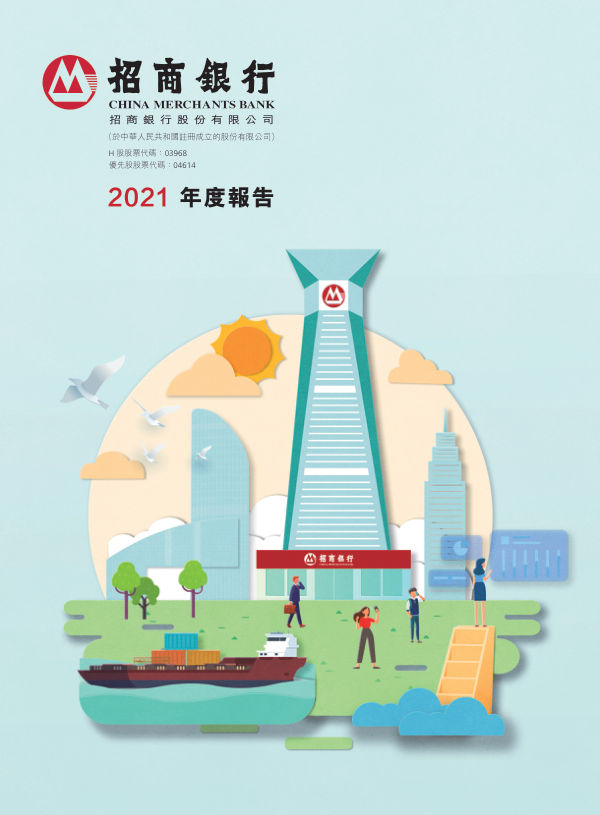 招商銀行
CHINA MERCHANTS BANK
招商銀行股份有限公司
（於中華人民共和國註冊成立的股份有限公司）
H 股股票代碼：03968
優先股股票代碼：04614
2021 年度報告
招商銀行
CHINA MERCHANTS BANK